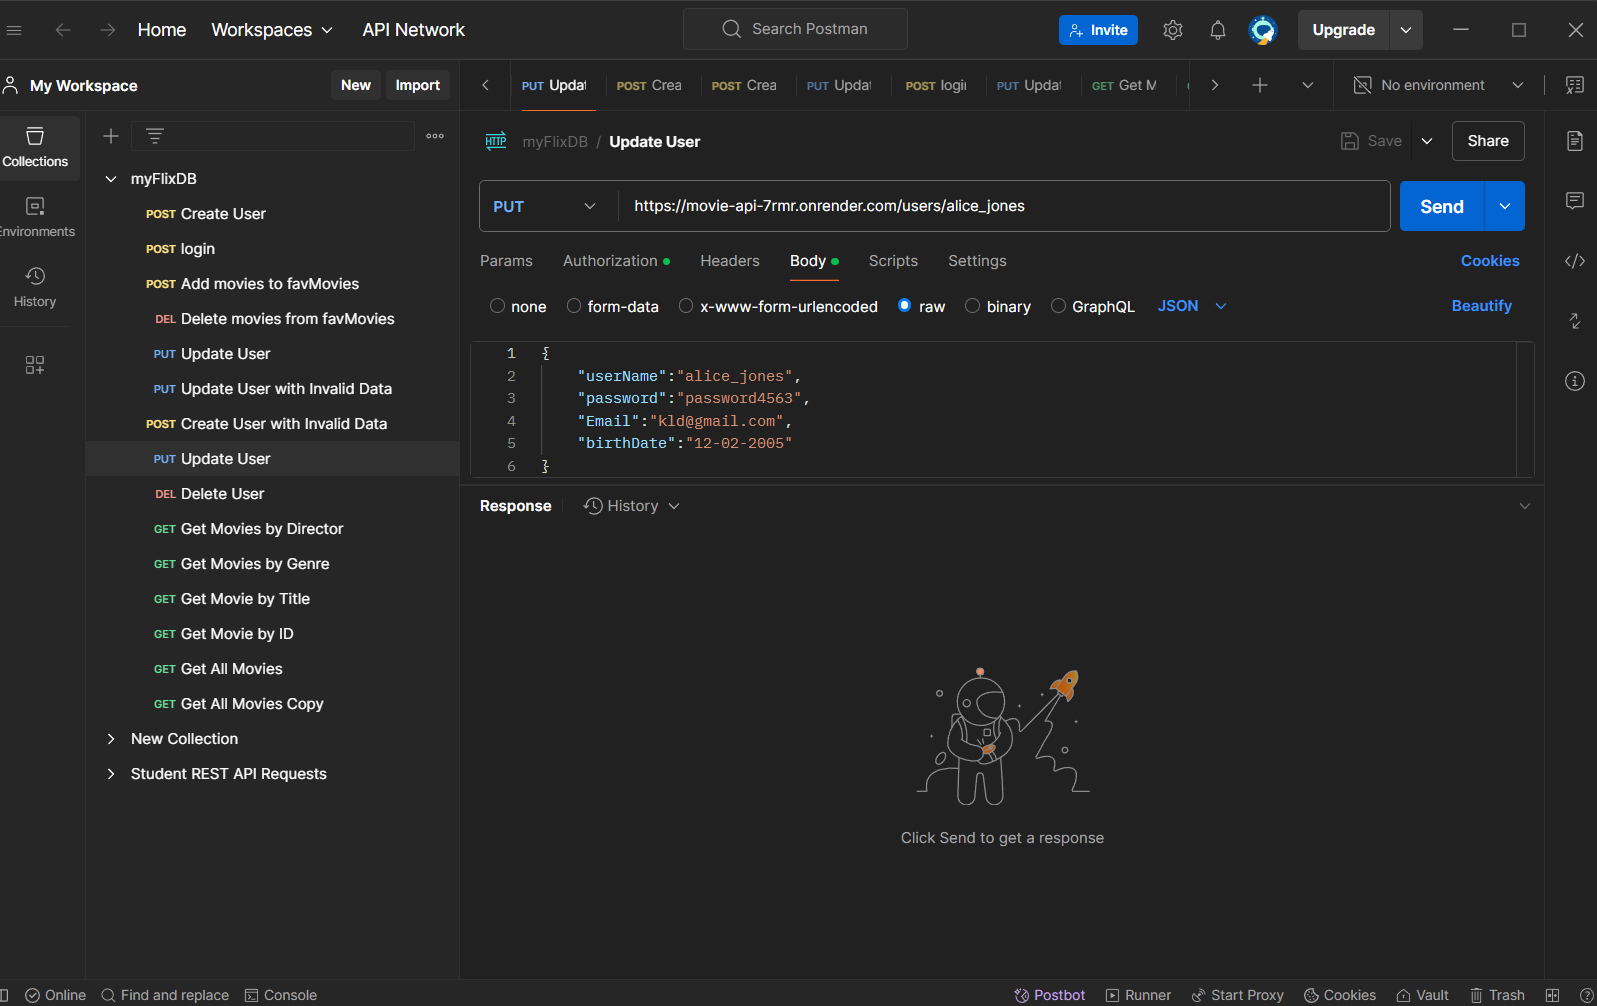 Home Workspaces API Network Search Postman Invite Upgrade
My Workspace New Import PUT Updat POST Crea POST Crea PUT Updat POST login PUT Updat GET Get M No environment
Collections
Environments
History
myFlixDB
POST Create User
POST login
POST Add movies to favMovies
DEL Delete movies from favMovies
PUT Update User
PUT Update User with Invalid Data
POST Create User with Invalid Data
PUT Update User
DEL Delete User
GET Get Movies by Director
GET Get Movies by Genre
GET Get Movie by Title
GET Get Movie by ID
GET Get All Movies
GET Get All Movies Copy
New Collection
Student REST API Requests
HTTP myFlixDB / Update User Save Share
PUT https://movie-api-7rmr.onrender.com/users/alice_jones Send
Params Authorization Headers Body Scripts Settings Cookies
none form-data x-www-form-urlencoded raw binary GraphQL JSON Beautify
1 {
2 "userName":"alice_jones",
3 "password":"password4563",
4 "Email":"kld@gmail.com",
5 "birthDate":"12-02-2005"
6 }
Response History
Click Send to get a response
Online Find and replace Console Postbot Runner Start Proxy Cookies Vault Trash